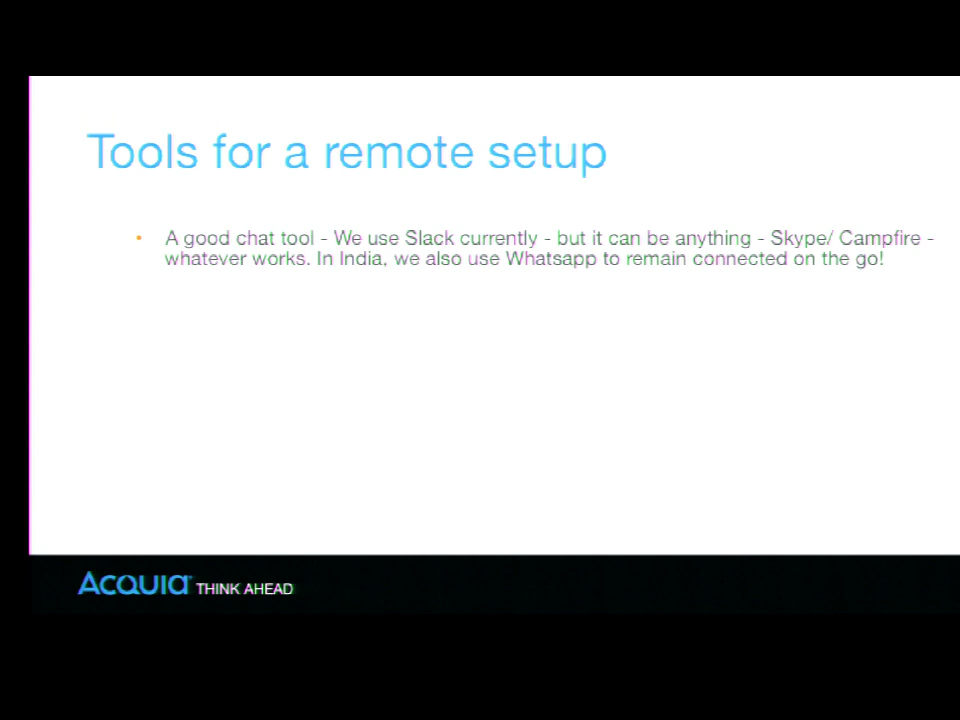 Tools for a remote setup
• A good chat tool - We use Slack currently - but it can be anything - Skype/ Campfire -
whatever works. In India, we also use Whatsapp to remain connected on the go!
Acquia THINK AHEAD